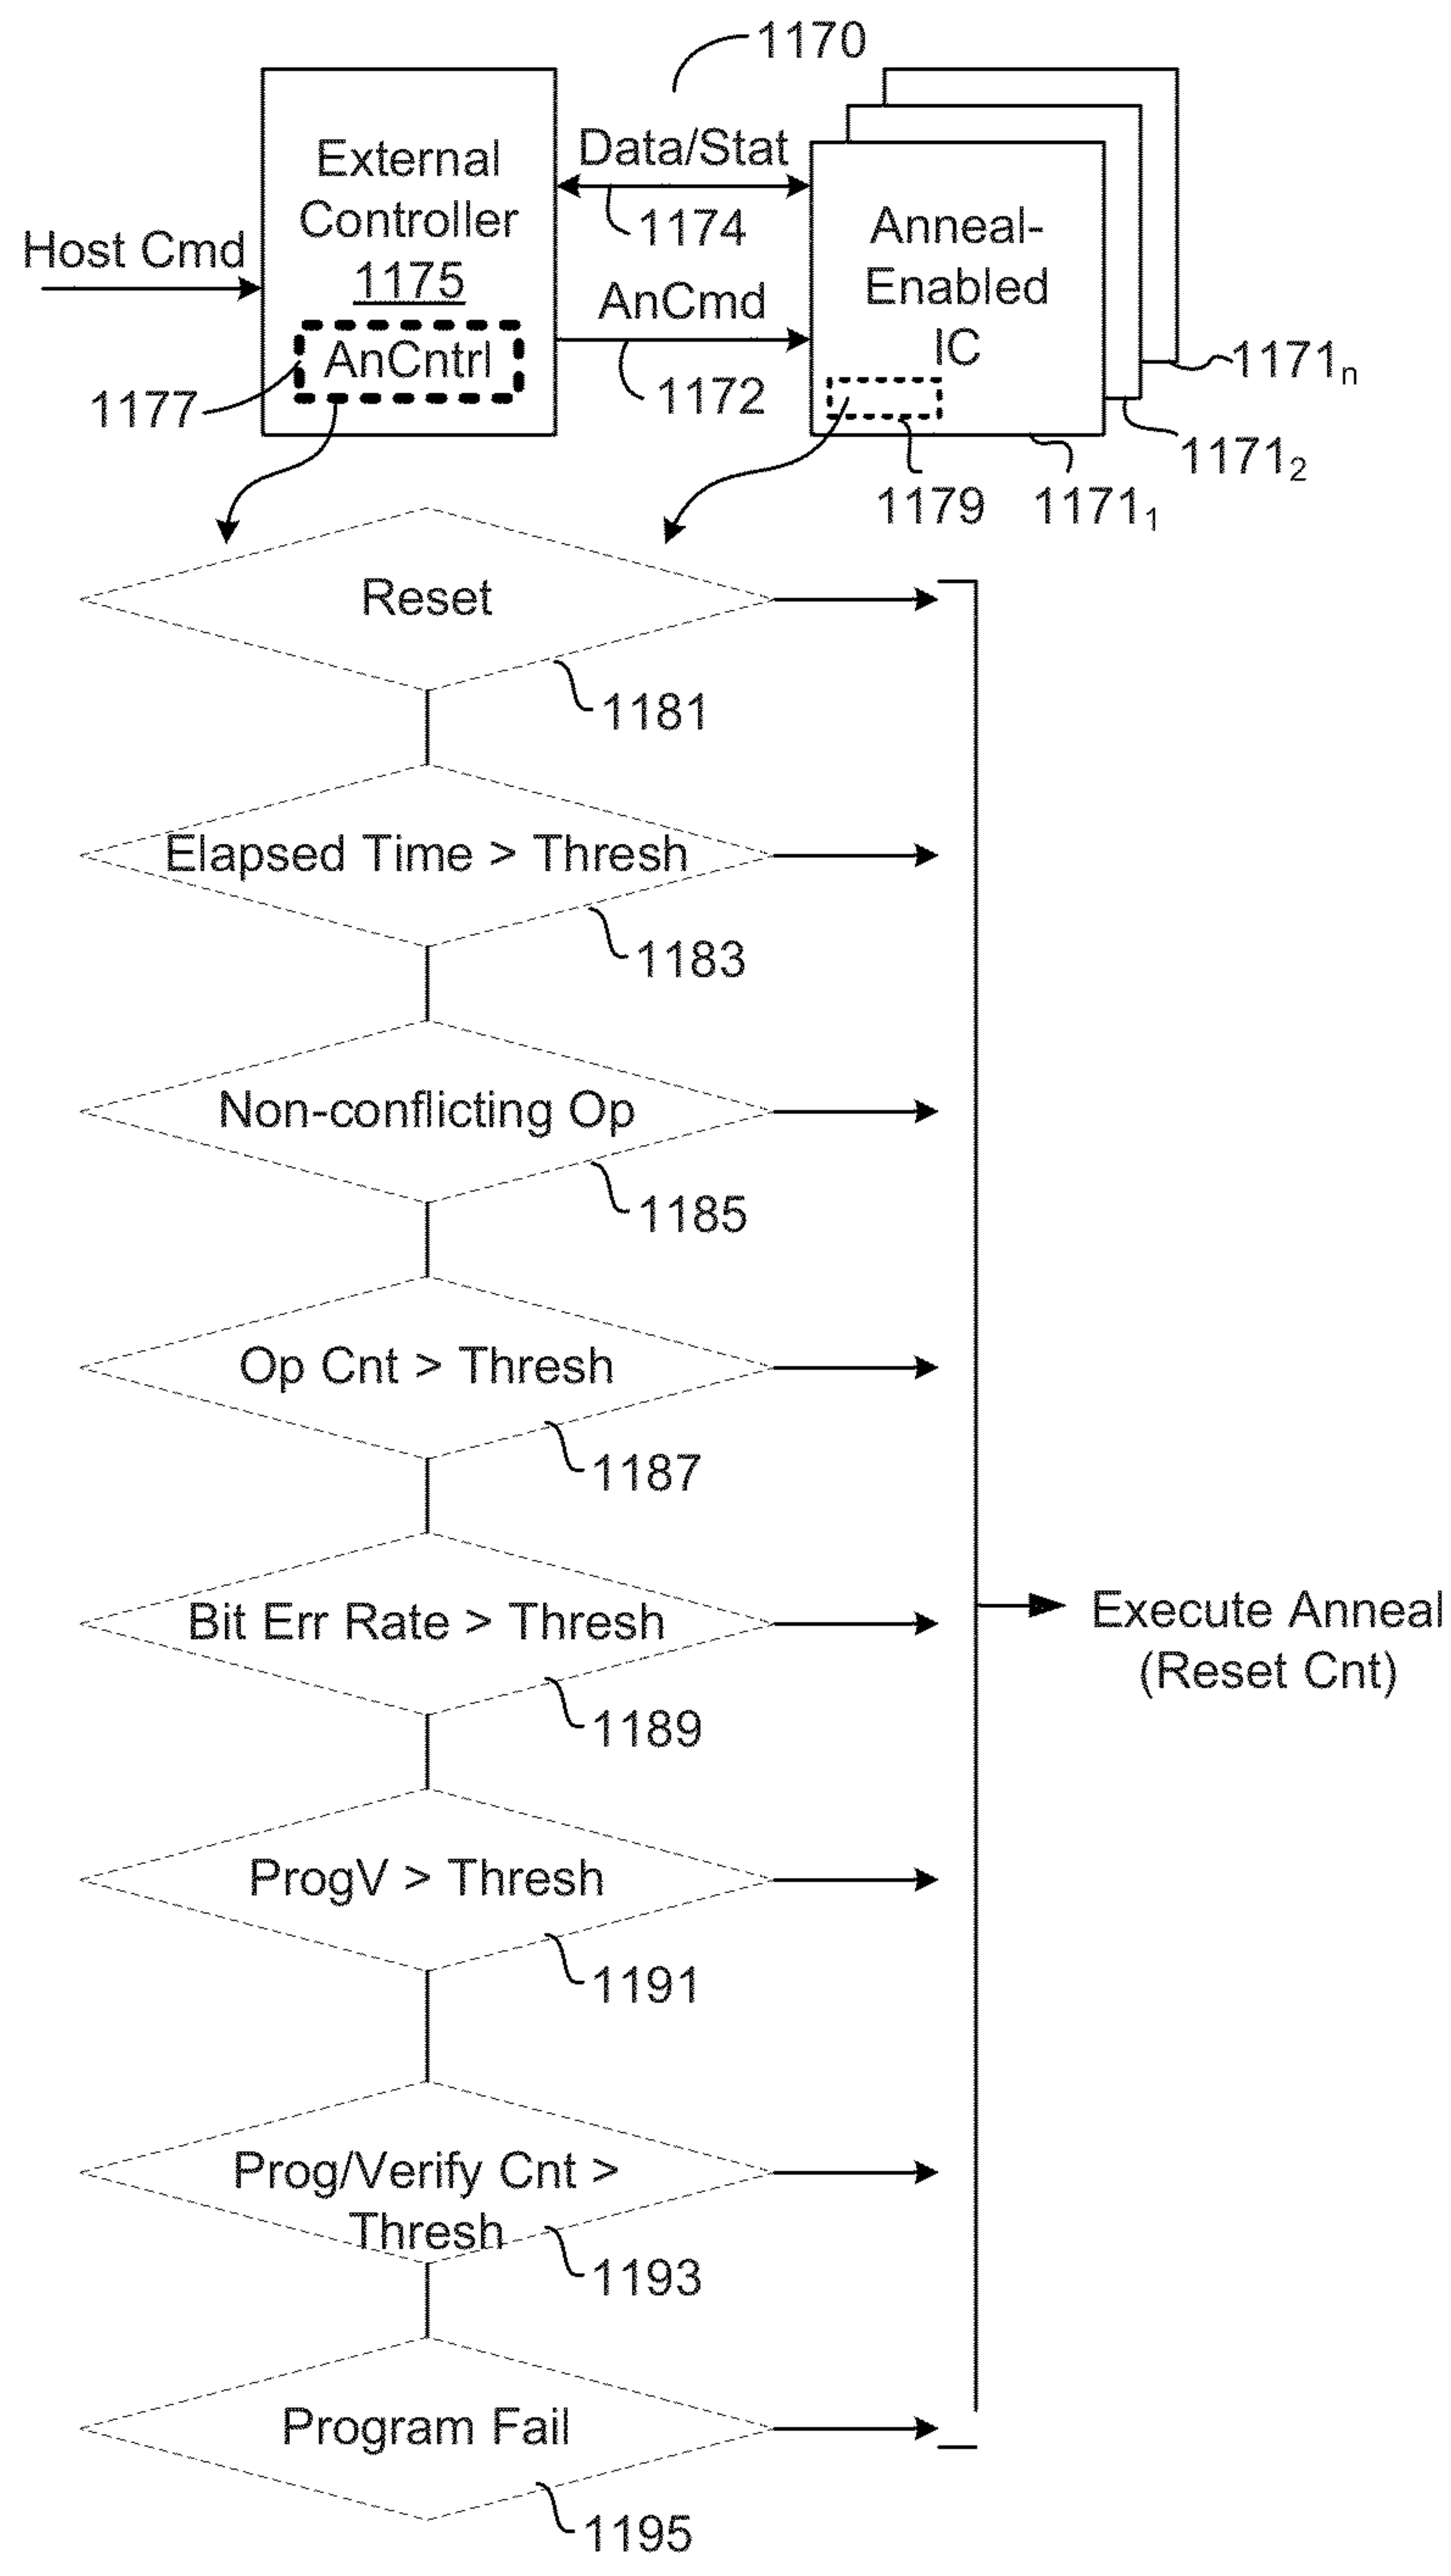 1170
External
Controller
1175
Data/Stat
1174
Host Cmd
AnCmd
1172
AnCntrl
1177
Anneal-
Enabled
IC
1179
1171n
11712
11711
Reset
1181
Elapsed Time > Thresh
1183
Non-conflicting Op
1185
Op Cnt > Thresh
1187
Bit Err Rate > Thresh
1189
Execute Anneal
(Reset Cnt)
ProgV > Thresh
1191
Prog/Verify Cnt >
Thresh
1193
Program Fail
1195